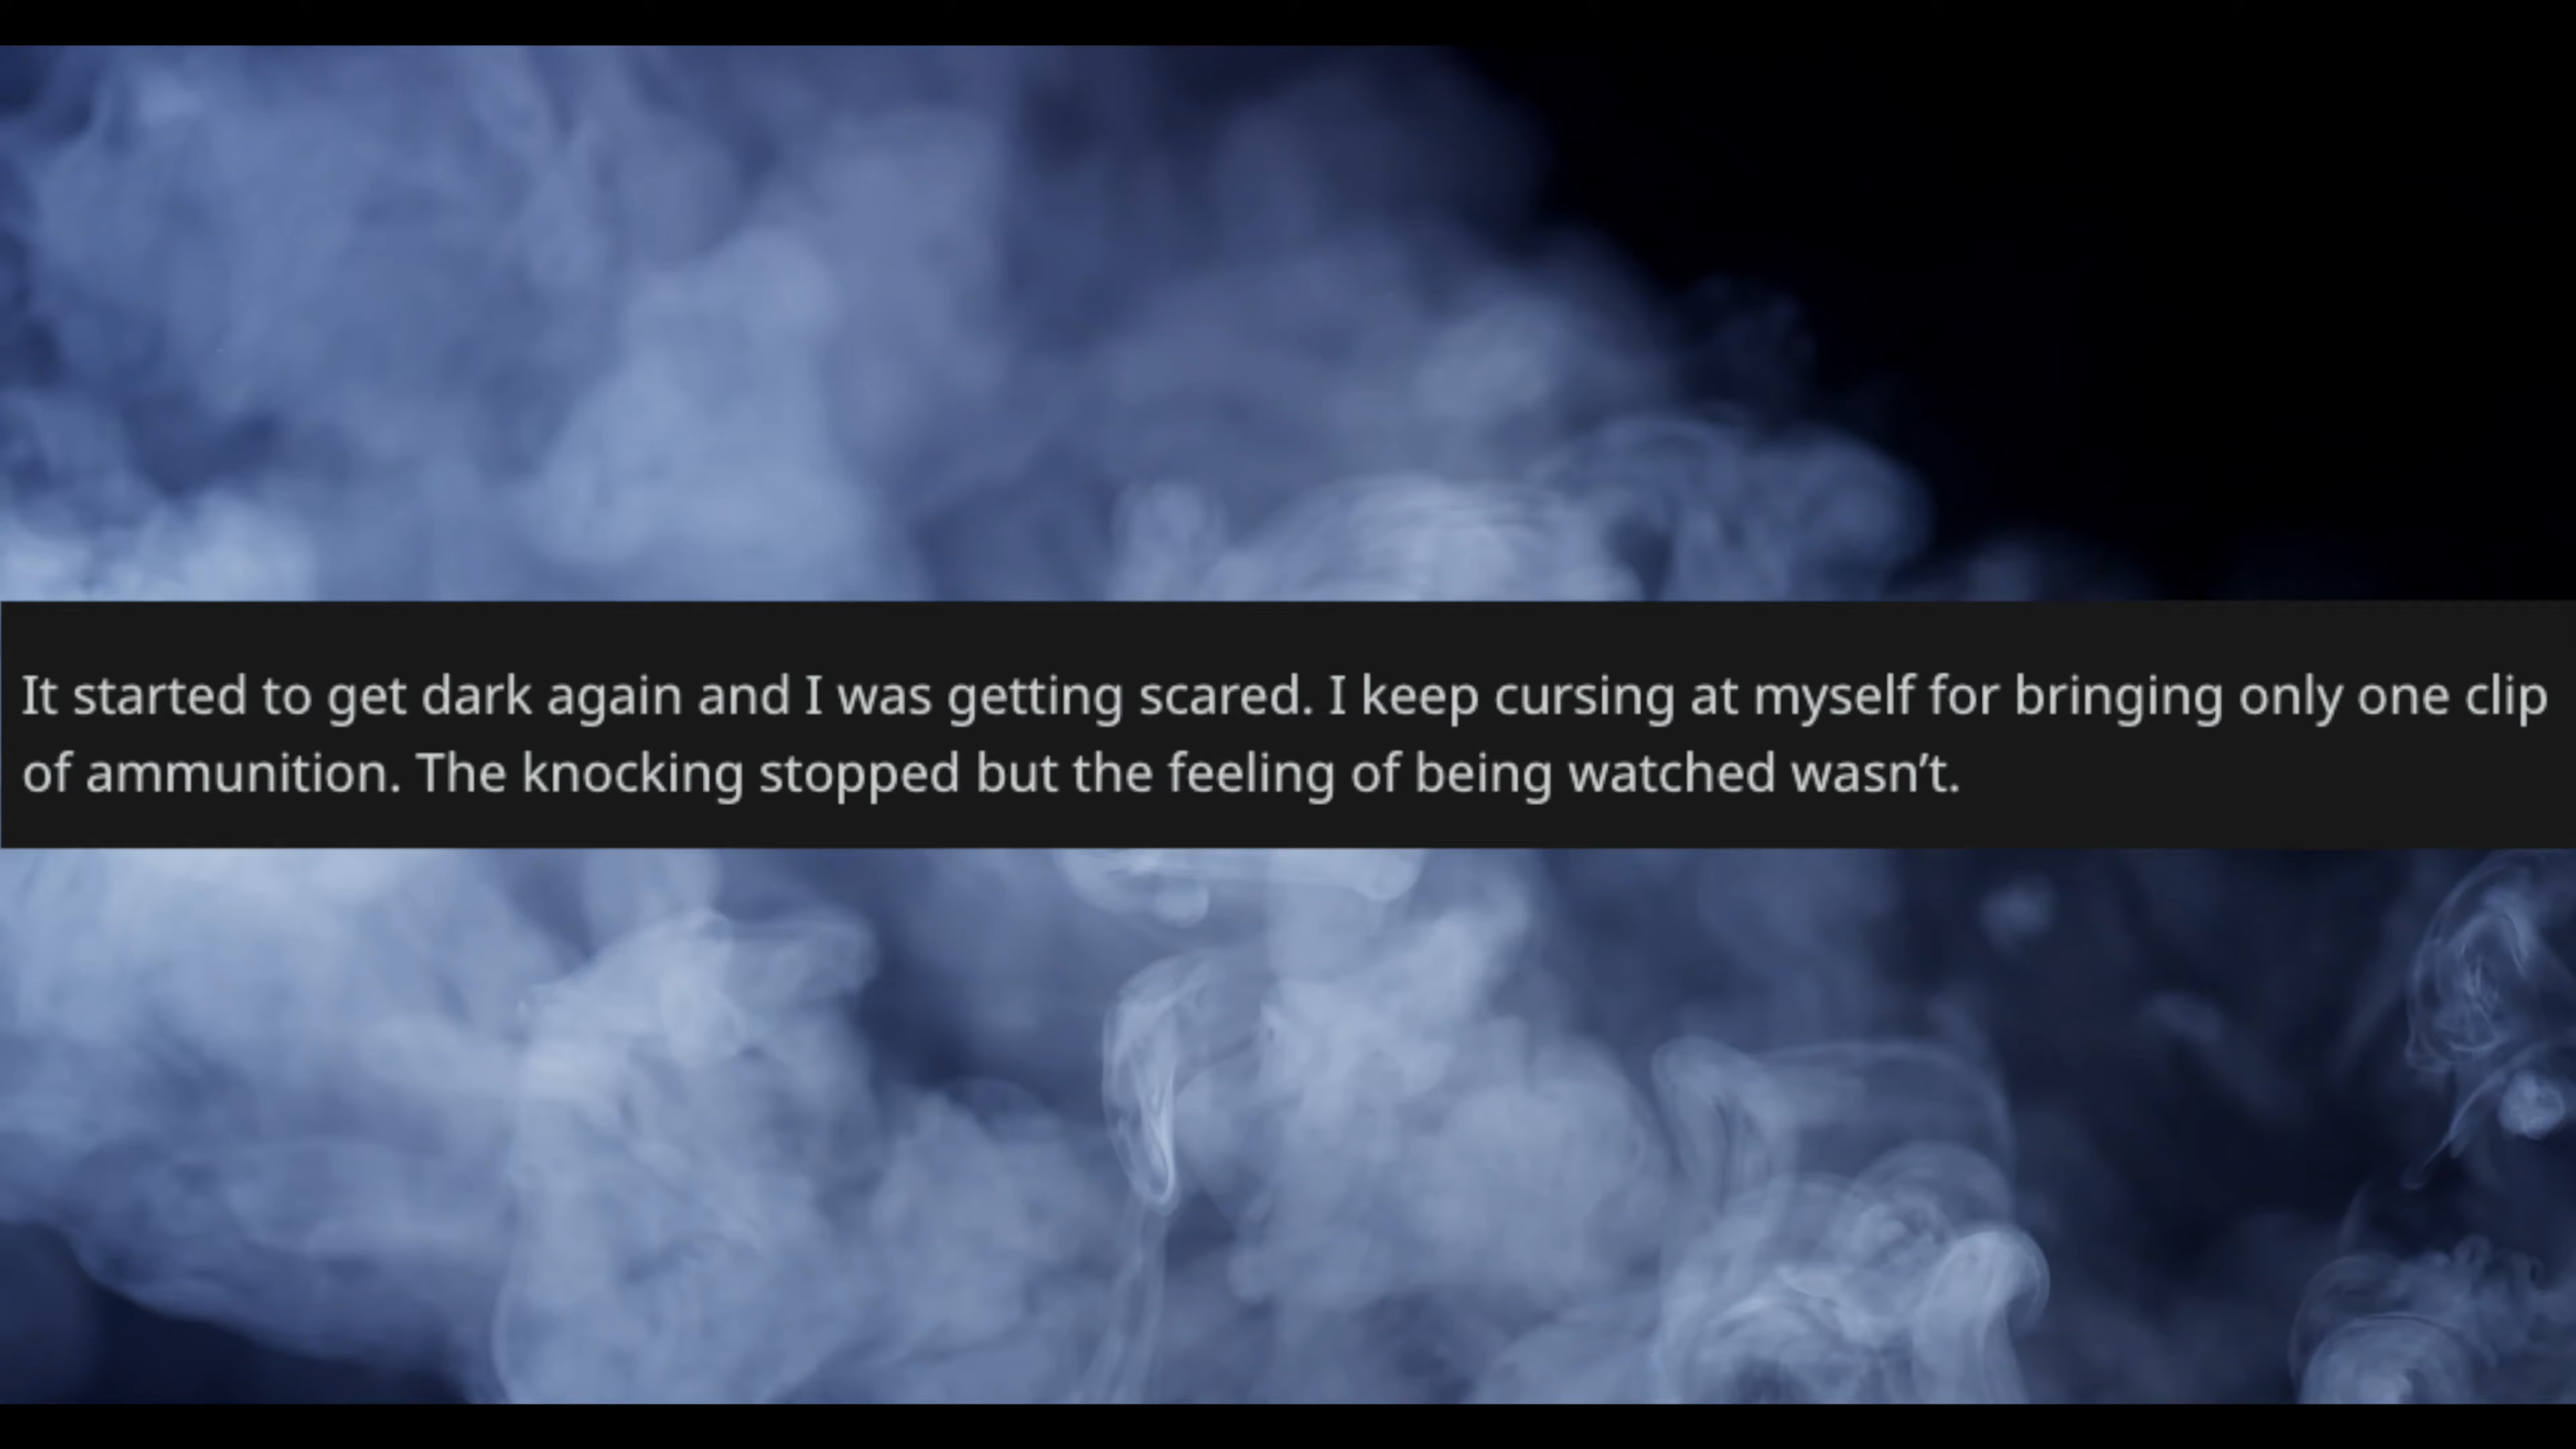 It started to get dark again and I was getting scared. I keep cursing at myself for bringing only one clip
of ammunition. The knocking stopped but the feeling of being watched wasn’t.